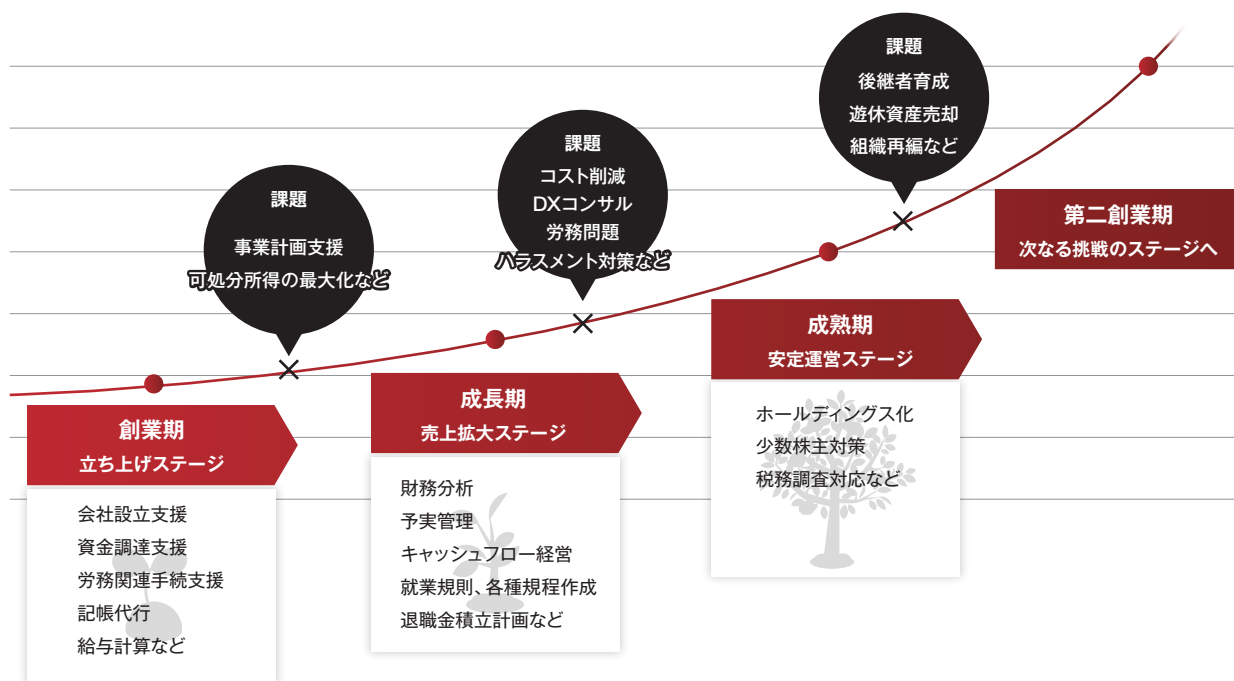 課題
事業計画支援
可処分所得の最大化など
課題
コスト削減
DXコンサル
労務問題
ハラスメント対策など
課題
後継者育成
遊休資産売却
組織再編など
創業期
立ち上げステージ
会社設立支援
資金調達支援
労務関連手続支援
記帳代行
給与計算など
成長期
売上拡大ステージ
財務分析
予実管理
キャッシュフロー経営
就業規則、各種規程作成
退職金積立計画など
成熟期
安定運営ステージ
ホールディングス化
少数株主対策
税務調査対応など
第二創業期
次なる挑戦のステージへ